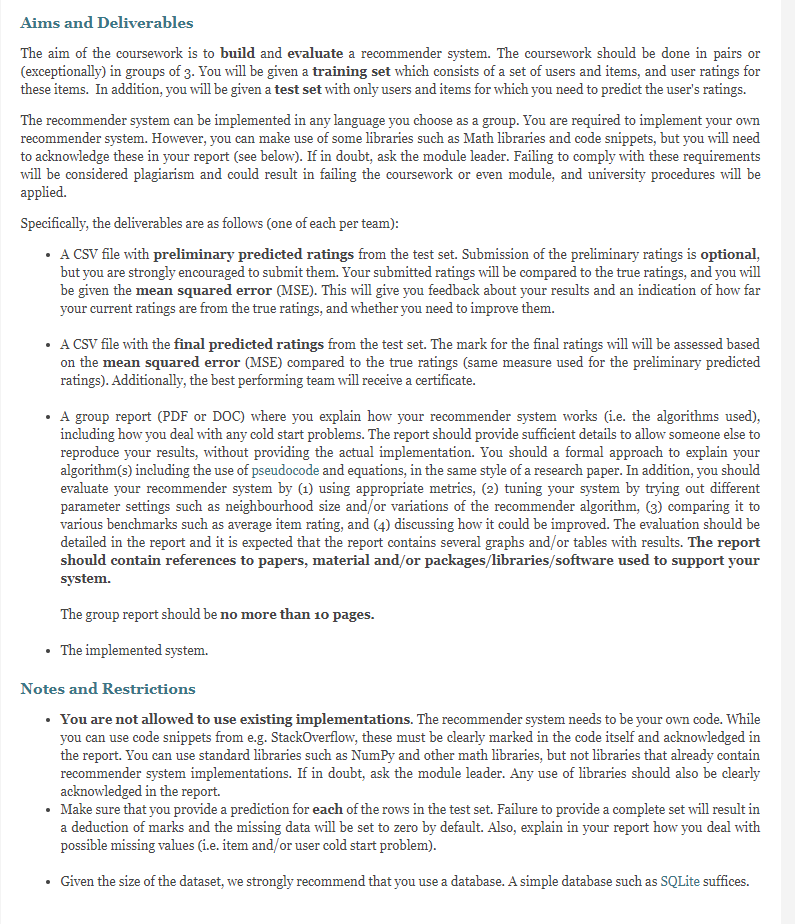 Aims and Deliverables
The aim of the coursework is to build and evaluate a recommender system. The coursework should be done in pairs or
(exceptionally) in groups of 3. You will be given a training set which consists of a set of users and items, and user ratings for
these items. In addition, you will be given a test set with only users and items for which you need to predict the user's ratings.
The recommender system can be implemented in any language you choose as a group. You are required to implement your own
recommender system. However, you can make use of some libraries such as Math libraries and code snippets, but you will need
to acknowledge these in your report (see below). If in doubt, ask the module leader. Failing to comply with these requirements
will be considered plagiarism and could result in failing the coursework or even module, and university procedures will be
applied.
Specifically, the deliverables are as follows (one of each per team):
• A CSV file with preliminary predicted ratings from the test set. Submission of the preliminary ratings is optional,
but you are strongly encouraged to submit them. Your submitted ratings will be compared to the true ratings, and you will
be given the mean squared error (MSE). This will give you feedback about your results and an indication of how far
your current ratings are from the true ratings, and whether you need to improve them.
• A CSV file with the final predicted ratings from the test set. The mark for the final ratings will will be assessed based
on the mean squared error (MSE) compared to the true ratings (same measure used for the preliminary predicted
ratings). Additionally, the best performing team will receive a certificate.
• A group report (PDF or DOC) where you explain how your recommender system works (i.e. the algorithms used),
including how you deal with any cold start problems. The report should provide sufficient details to allow someone else to
reproduce your results, without providing the actual implementation. You should a formal approach to explain your
algorithm(s) including the use of pseudocode and equations, in the same style of a research paper. In addition, you should
evaluate your recommender system by (1) using appropriate metrics, (2) tuning your system by trying out different
parameter settings such as neighbourhood size and/or variations of the recommender algorithm, (3) comparing it to
various benchmarks such as average item rating, and (4) discussing how it could be improved. The evaluation should be
detailed in the report and it is expected that the report contains several graphs and/or tables with results. The report
should contain references to papers, material and/or packages/libraries/software used to support your
system.
The group report should be no more than 10 pages.
• The implemented system.
Notes and Restrictions
• You are not allowed to use existing implementations. The recommender system needs to be your own code. While
you can use code snippets from e.g. StackOverflow, these must be clearly marked in the code itself and acknowledged in
the report. You can use standard libraries such as NumPy and other math libraries, but not libraries that already contain
recommender system implementations. If in doubt, ask the module leader. Any use of libraries should also be clearly
acknowledged in the report.
• Make sure that you provide a prediction for each of the rows in the test set. Failure to provide a complete set will result in
a deduction of marks and the missing data will be set to zero by default. Also, explain in your report how you deal with
possible missing values (i.e. item and/or user cold start problem).
• Given the size of the dataset, we strongly recommend that you use a database. A simple database such as SQLite suffices.